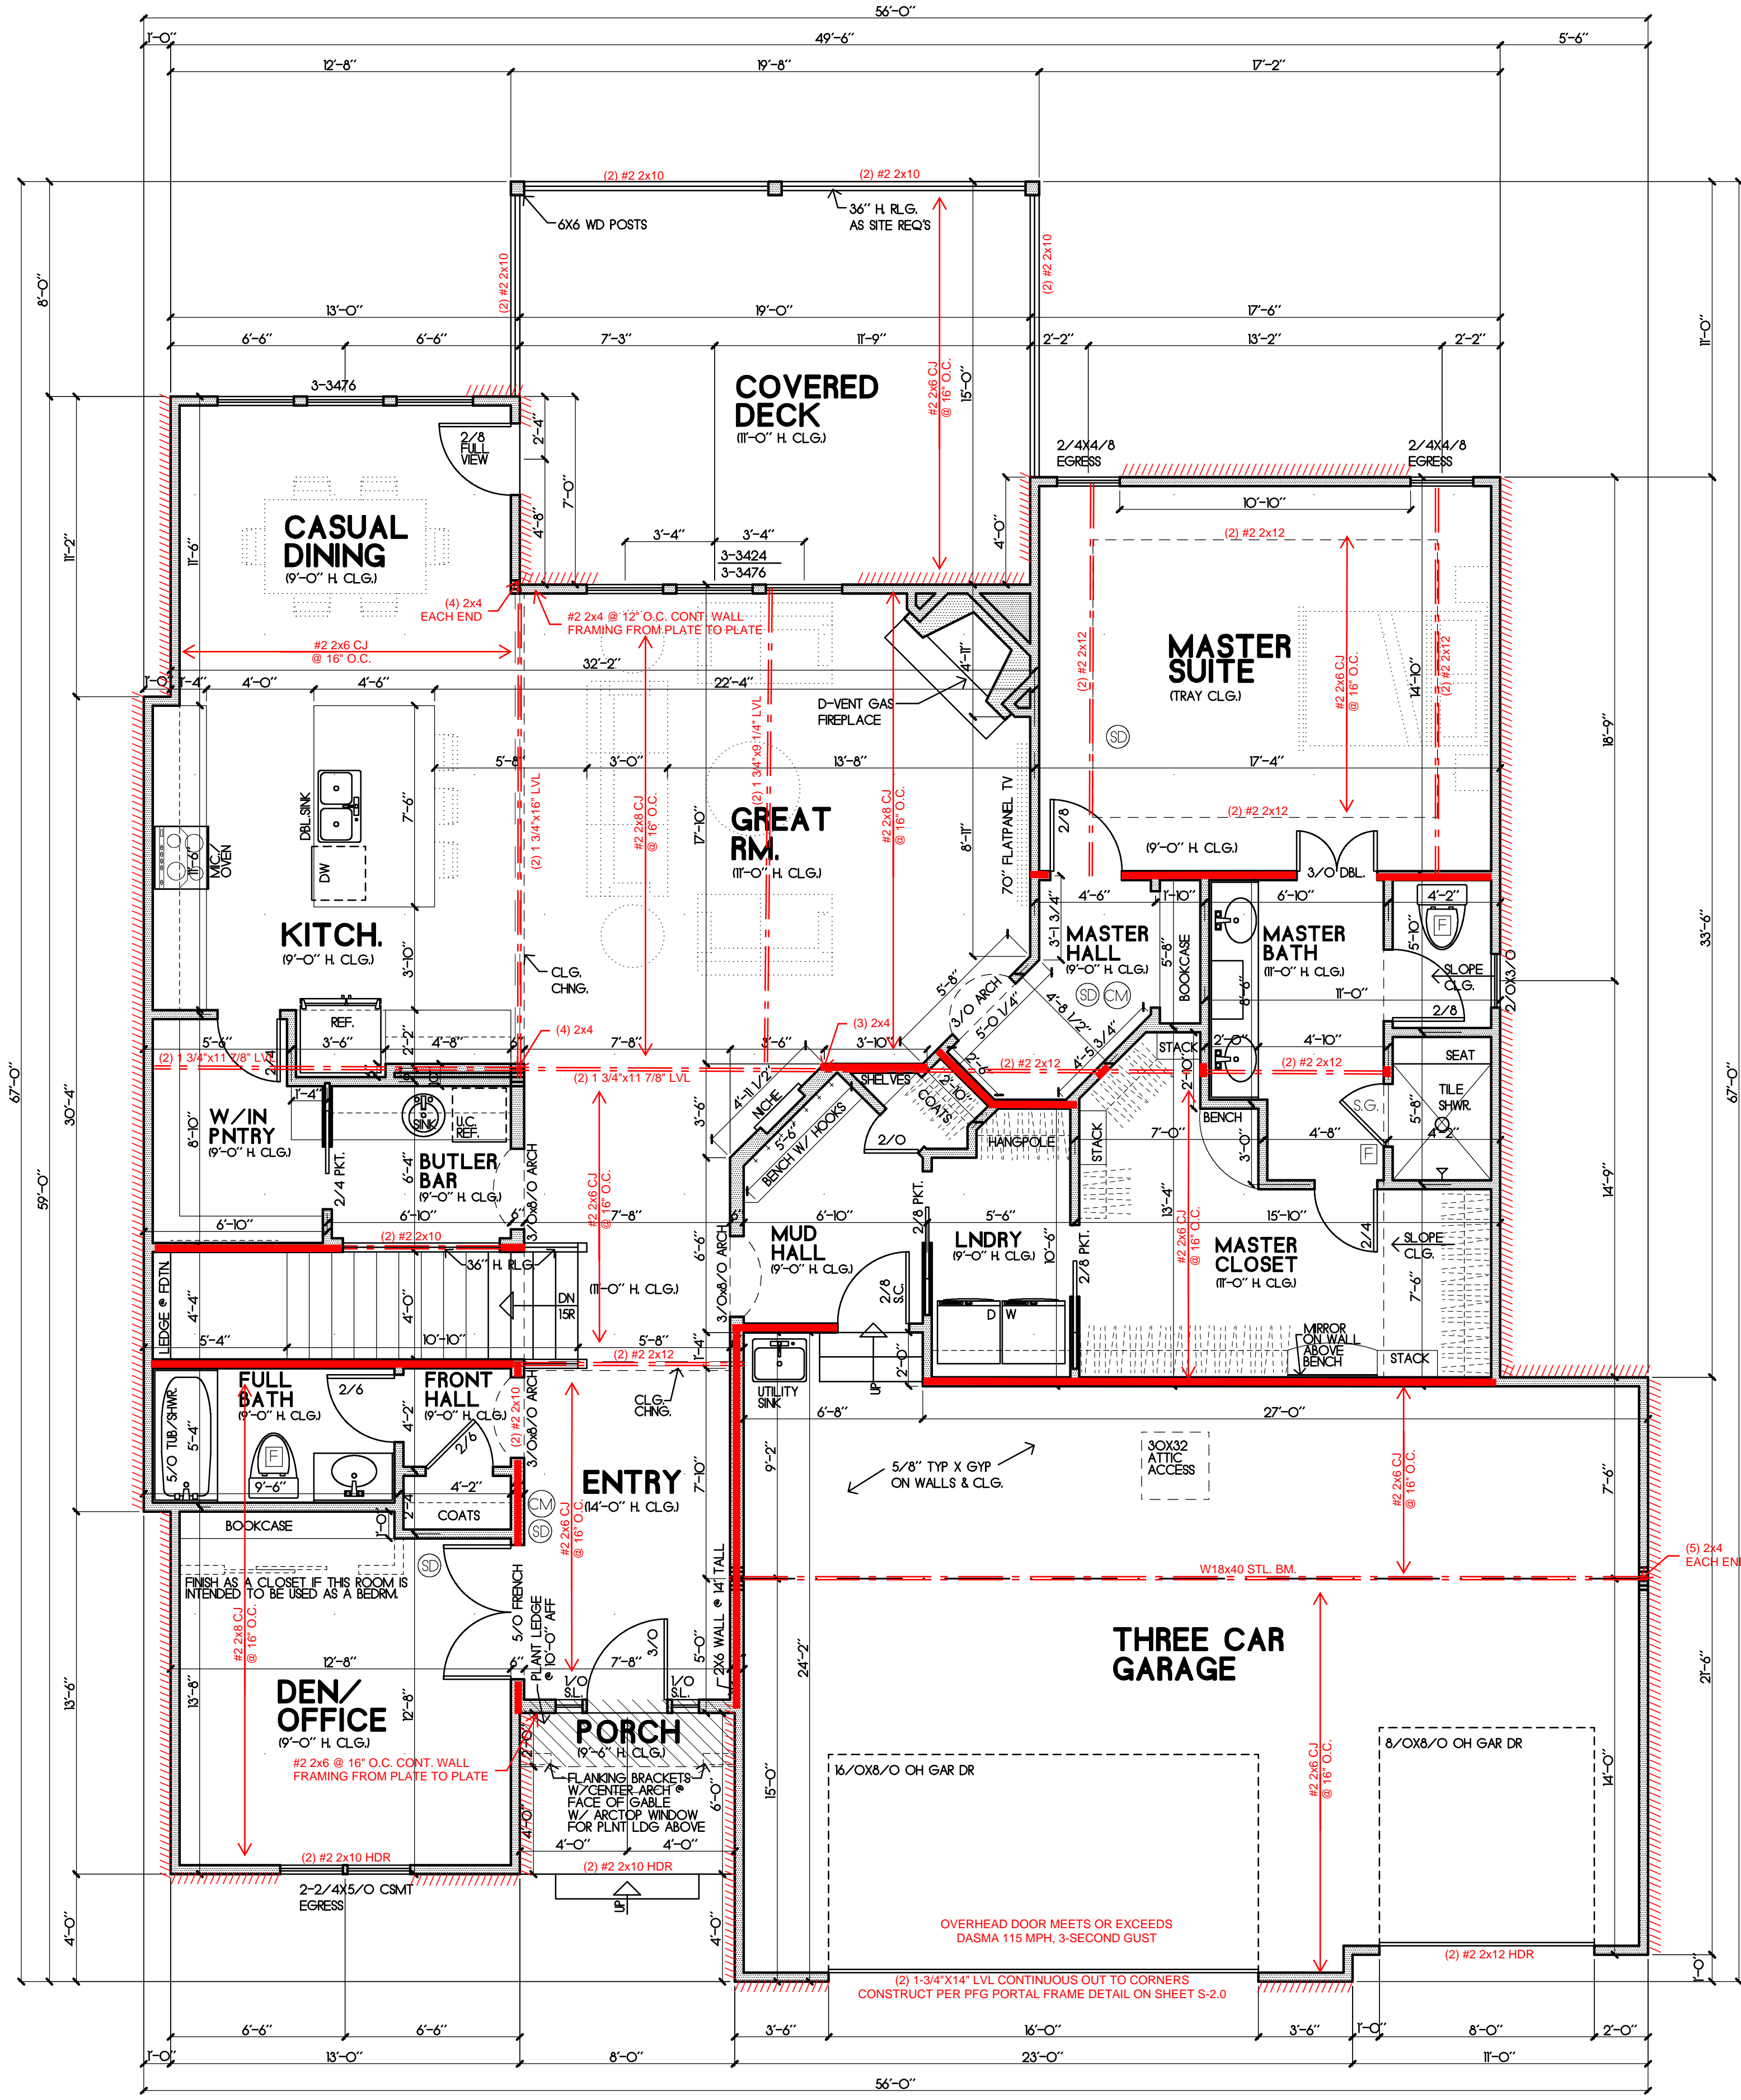 56'-0"
1'-0"
49'-6"
5'-6"
12'-8"
19'-8"
17'-2"
(2) #2 2x10
(2) #2 2x10
6X6 WD POSTS
36" H. RLG.
AS SITE REQ'S
(2) #2 2x10
(2) #2 2x10
8'-0"
11'-0"
13'-0"
19'-0"
17'-6"
6'-6"
6'-6"
7'-3"
11'-9"
2'-2"
13'-2"
2'-2"
3-3476
COVERED
DECK
(11'-0" H. CLG.)
#2 2x6 CJ
@ 16" O.C.
15'-0"
2/8
FULL
VIEW
2'-4"
7'-0"
4'-8"
2/4X4/8
EGRESS
2/4X4/8
EGRESS
10'-10"
CASUAL
DINING
(9'-0" H. CLG.)
11'-2"
11'-6"
3'-4"
3'-4"
3-3424
3-3476
4'-0"
(2) #2 2x12
(4) 2x4
EACH END
#2 2x4 @ 12" O.C. CONT. WALL
FRAMING FROM PLATE TO PLATE
#2 2x6 CJ
@ 16" O.C.
32'-2"
MASTER
SUITE
(TRAY CLG.)
(2) #2 2x12
#2 2x6 CJ
@ 16" O.C.
14'-10"
(2) #2 2x12
18'-9"
1'-0"
1'-4"
4'-0"
4'-6"
22'-4"
4'-11"
D-VENT GAS
FIREPLACE
SD
5'-8"
3'-0"
13'-8"
17'-4"
(2) 1 3/4"x16" LVL
#2 2x8 CJ
@ 16" O.C.
17'-10"
(2) 1 3/4"x9 1/4" LVL
#2 2x8 CJ
@ 16" O.C.
8'-11"
70" FLATPANEL TV
DBL.SINK
7'-6"
DW
MIC/
OVEN
11'-6"
GREAT
RM.
(11'-0" H. CLG.)
2/8
(2) #2 2x12
(9'-0" H. CLG.)
3/0 DBL.
KITCH.
(9'-0" H. CLG.)
3'-10"
CLG.
CHNG.
4'-6"
1'-10"
6'-10"
4'-2"
3'-1 3/4"
MASTER
HALL
(9'-0" H. CLG.)
SD
CM
5'-8"
BOOKCASE
MASTER
BATH
(11'-0" H. CLG.)
5'-10"
F
SLOPE
CLG.
2/0X3/0
33'-6"
11'-0"
8'-6"
2/8
5'-8"
3/0 ARCH
5'-0 1/4"
4'-8 1/2"
4'-5 3/4"
REF.
5'-6"
3'-6"
4'-8"
6"
2'-2"
2/4
(4) 2x4
7'-8"
3'-6"
(3) 2x4
3'-10"
2'-6"
STACK
2'-0"
4'-10"
SEAT
(2) 1 3/4"x11 7/8" LVL
(2) 1 3/4"x11 7/8" LVL
(2) #2 2x12
(2) #2 2x12
67'-0"
59'-0"
30'-4"
67'-0"
1'-4"
W/IN
PNTRY
(9'-0" H. CLG.)
8'-10"
SINK
U.C.
REF.
BUTLER
BAR
(9'-0" H. CLG.)
6'-4"
2/4 PKT.
3/0x8/0 ARCH
3'-6"
4'-11 1/2"
NICHE
5'-6"
BENCH W/ HOOKS
SHELVES
COATS
2'-10"
2/0
HANGPOLE
STACK
2'-10"
7'-0"
BENCH
3'-0"
4'-8"
S.G.
F
TILE
SHWR.
5'-8"
4'-2"
6'-10"
6'-10"
6"
7'-8"
#2 2x6 CJ
@ 16" O.C.
6'-6"
3/0x8/0 ARCH
6"
6'-10"
MUD
HALL
(9'-0" H. CLG.)
2/8 PKT.
5'-6"
LNDRY
(9'-0" H. CLG.)
10'-6"
2/8 PKT.
13'-4"
#2 2x6 CJ
@ 16" O.C.
15'-10"
MASTER
CLOSET
(11'-0" H. CLG.)
2/4
SLOPE
CLG.
7'-6"
14'-9"
(2) #2 2x10
36" H. RLG.
LEDGE @ FDTN.
4'-4"
4'-0"
5'-4"
10'-10"
DN
15R
(11'-0" H. CLG.)
5'-8"
1'-4"
(2) #2 2x12
2/8
S.C.
D
W
UTILITY
SINK
UP
2'-0"
MIRROR
ON WALL
ABOVE
BENCH
STACK
FULL
BATH
(9'-0" H. CLG.)
2/6
5/0 TUB/SHWR.
5'-4"
9'-6"
F
FRONT
HALL
(9'-0" H. CLG.)
4'-2"
2/6
4'-2"
2'-4"
COATS
(2) #2 2x10
3/0x8/0 ARCH
CLG.
CHNG.
6'-8"
27'-0"
9'-2"
5/8" TYP X GYP
ON WALLS & CLG.
30X32
ATTIC
ACCESS
#2 2x6 CJ
@ 16" O.C.
7'-6"
ENTRY
(14'-0" H. CLG.)
7'-10"
CM
SD
#2 2x6 CJ
@ 16" O.C.
BOOKCASE
1'-0"
SD
FINISH AS A CLOSET IF THIS ROOM IS
INTENDED TO BE USED AS A BEDRM.
#2 2x8 CJ
@ 16" O.C.
5/0 FRENCH
PLANT LEDGE
@ 10'-0" AFF
2X6 WALL @ 14' TALL
5'-0"
W18x40 STL. BM.
(5) 2x4
EACH EN
12'-8"
6"
7'-8"
3/0
1/0
S.L.
1/0
S.L.
24'-2"
THREE CAR
GARAGE
21'-6"
13'-6"
13'-8"
12'-8"
DEN/
OFFICE
(9'-0" H. CLG.)
#2 2x6 @ 16" O.C. CONT. WALL
FRAMING FROM PLATE TO PLATE
PORCH
(9'-6" H. CLG.)
2'-0"
FLANKING BRACKETS
W/CENTER ARCH @
FACE OF GABLE
W/ ARCTOP WINDOW
FOR PLNT LDG ABOVE
4'-0"
6'-0"
4'-0"
4'-0"
15'-0"
16/0X8/0 OH GAR DR
8/0X8/0 OH GAR DR
#2 2x6 CJ
@ 16" O.C.
14'-0"
(2) #2 2x10 HDR
(2) #2 2x10 HDR
2-2/4X5/0 CSMT
EGRESS
UP
4'-0"
4'-0"
OVERHEAD DOOR MEETS OR EXCEEDS
DASMA 115 MPH, 3-SECOND GUST
(2) #2 2x12 HDR
(2) 1-3/4"X14" LVL CONTINUOUS OUT TO CORNERS
CONSTRUCT PER PFG PORTAL FRAME DETAIL ON SHEET S-2.0
1'-0"
6'-6"
6'-6"
3'-6"
16'-0"
3'-6"
1'-0"
8'-0"
2'-0"
1'-0"
13'-0"
8'-0"
23'-0"
11'-0"
56'-0"